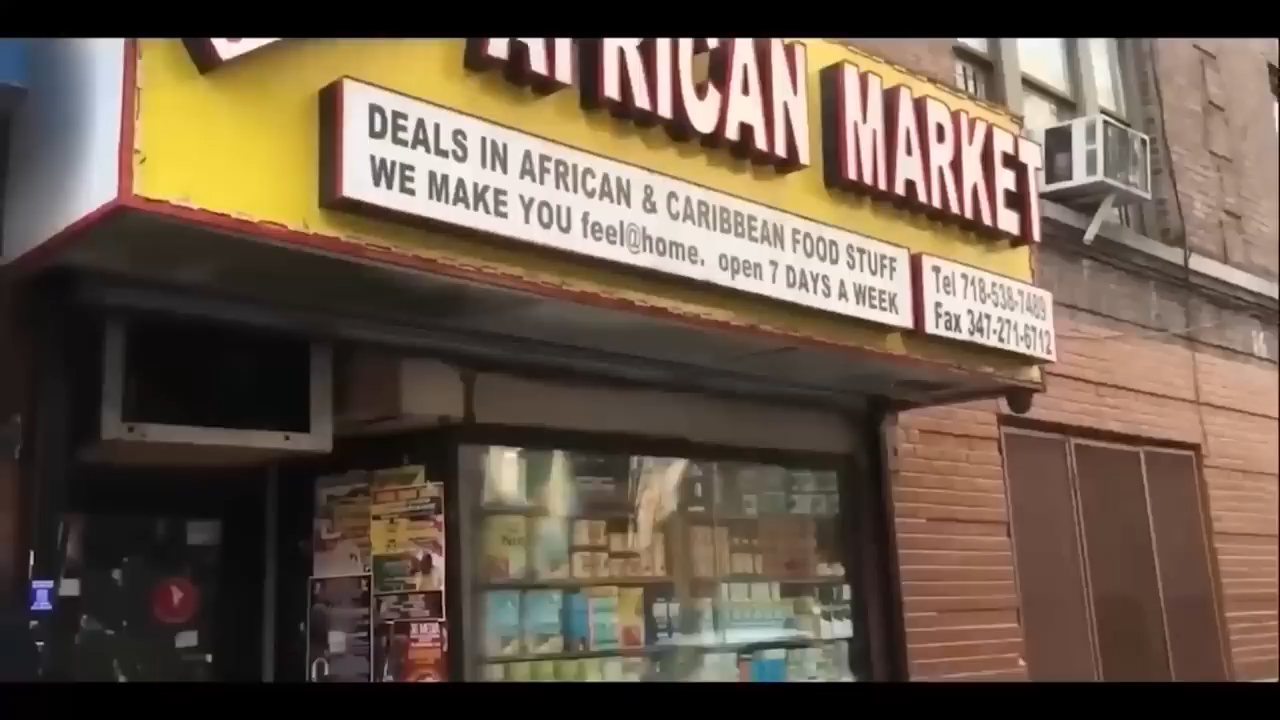 AFRICAN MARKET
DEALS IN AFRICAN & CARIBBEAN FOOD STUFF
WE MAKE YOU feel@home. open 7 DAYS A WEEK
Tel 718-538-7489
Fax 347-271-6712